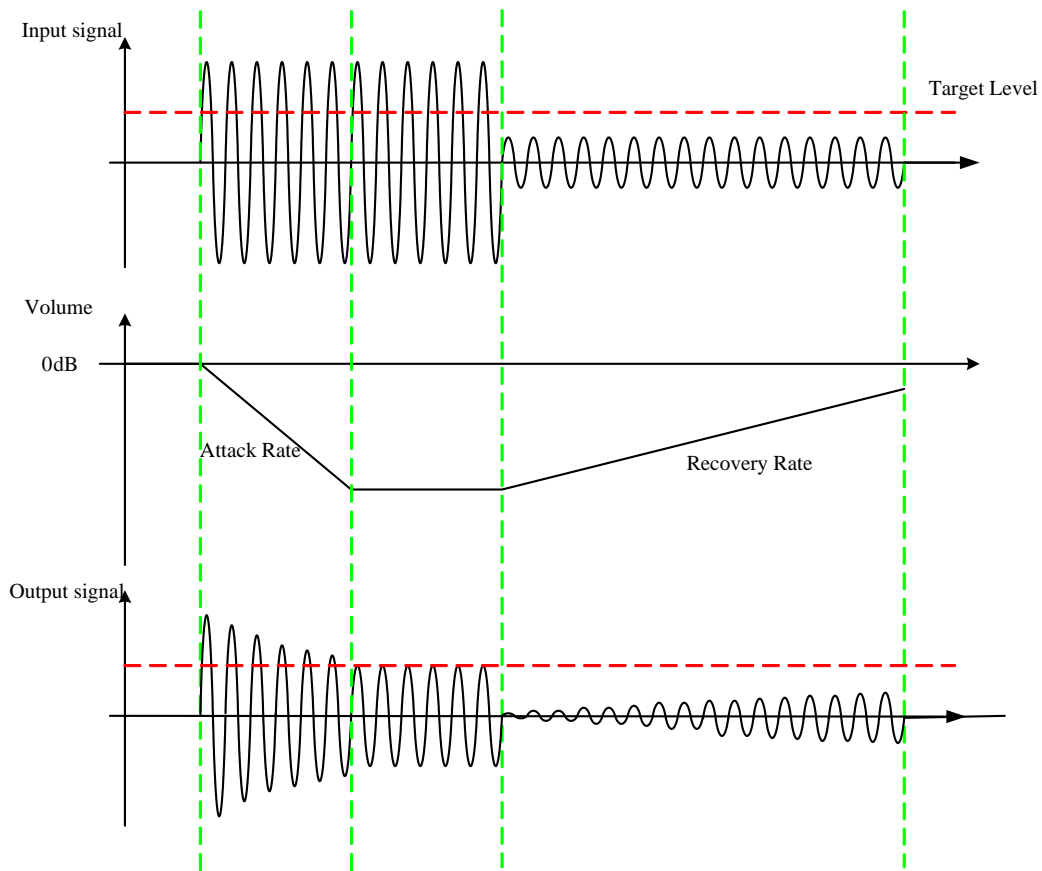 Input signal
Target Level
Volume
0dB
Attack Rate
Recovery Rate
Output signal